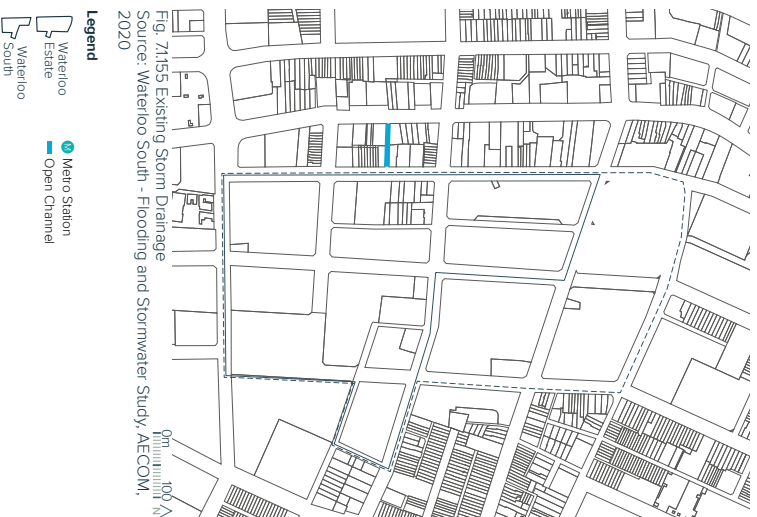 Fig. 7.1.155 Existing Storm Drainage
Source: Waterloo South - Flooding and Stormwater Study, AECOM,
2020
0m
100
N
Legend
Waterloo
Estate
Waterloo
South
M Metro Station
Open Channel